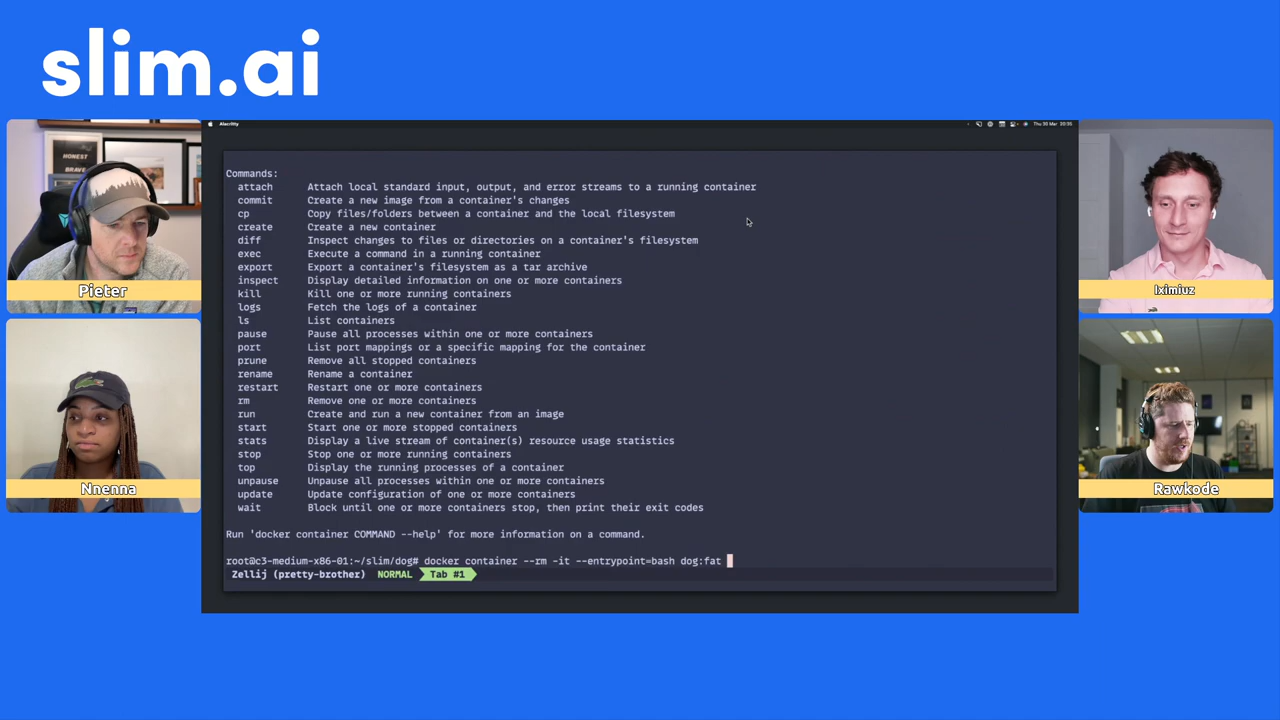 slim.ai
Alacritty
Thu 30 Mar 20:35
HONEST
BRAVE
Commands:
attach Attach local standard input, output, and error streams to a running container
commit Create a new image from a container's changes
cp Copy files/folders between a container and the local filesystem
create Create a new container
diff Inspect changes to files or directories on a container's filesystem
exec Execute a command in a running container
export Export a container's filesystem as a tar archive
inspect Display detailed information on one or more containers
kill Kill one or more running containers
logs Fetch the logs of a container
ls List containers
pause Pause all processes within one or more containers
port List port mappings or a specific mapping for the container
prune Remove all stopped containers
rename Rename a container
restart Restart one or more containers
rm Remove one or more containers
run Create and run a new container from an image
start Start one or more stopped containers
stats Display a live stream of container(s) resource usage statistics
stop Stop one or more running containers
top Display the running processes of a container
unpause Unpause all processes within one or more containers
update Update configuration of one or more containers
wait Block until one or more containers stop, then print their exit codes
Run 'docker container COMMAND --help' for more information on a command.
root@c3-medium-x86-01:~/slim/dog# docker container --rm -it --entrypoint=bash dog:fat
Zellij (pretty-brother) NORMAL Tab #1
Pieter
Iximiuz
Nnenna
Rawkode